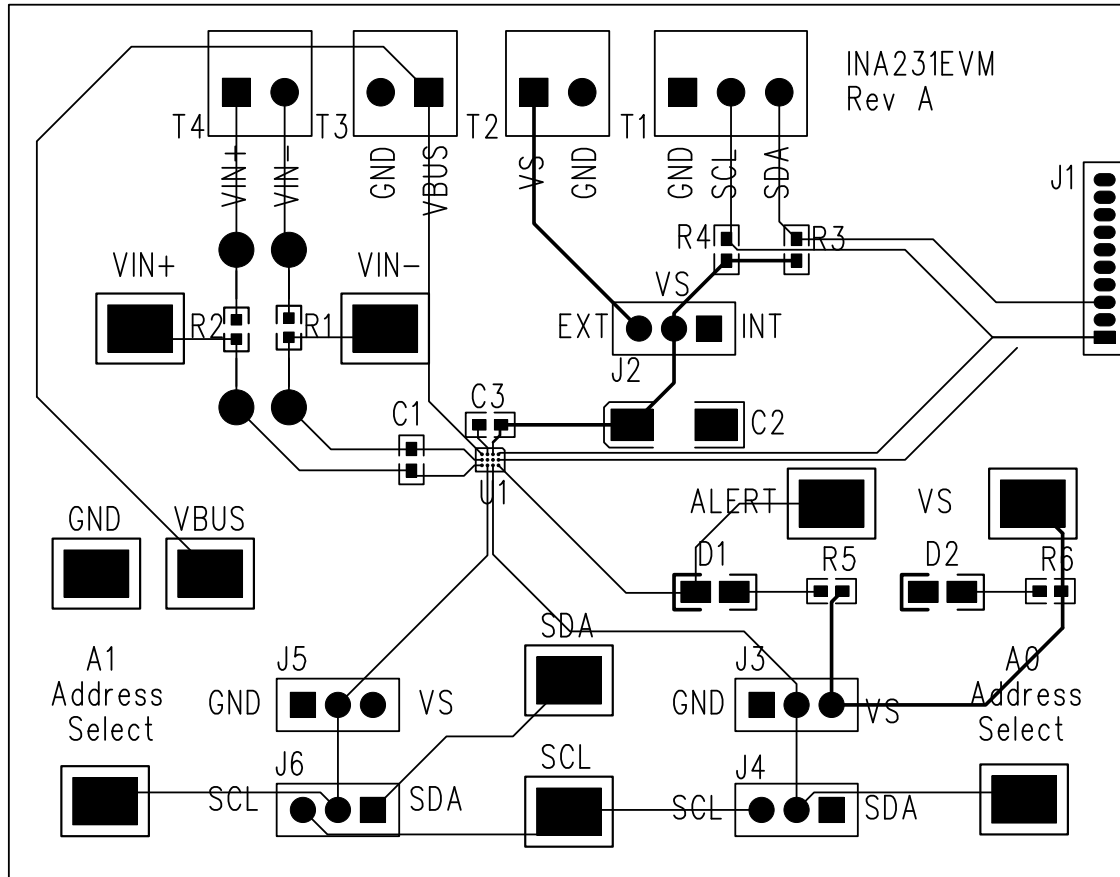 INA231EVM
Rev A
T4
T3
T2
T1
VIN+
VIN-
GND
VBUS
VS
GND
GND
SCL
SDA
J1
R4
R3
VIN+
VIN-
VS
R2
R1
EXT
INT
J2
C1
C3
C2
U1
GND
VBUS
ALERT
VS
D1
R5
D2
R6
SDA
A1
Address
Select
J5
GND
VS
J3
GND
VS
A0
Address
Select
J6
SCL
SDA
SCL
J4
SCL
SDA